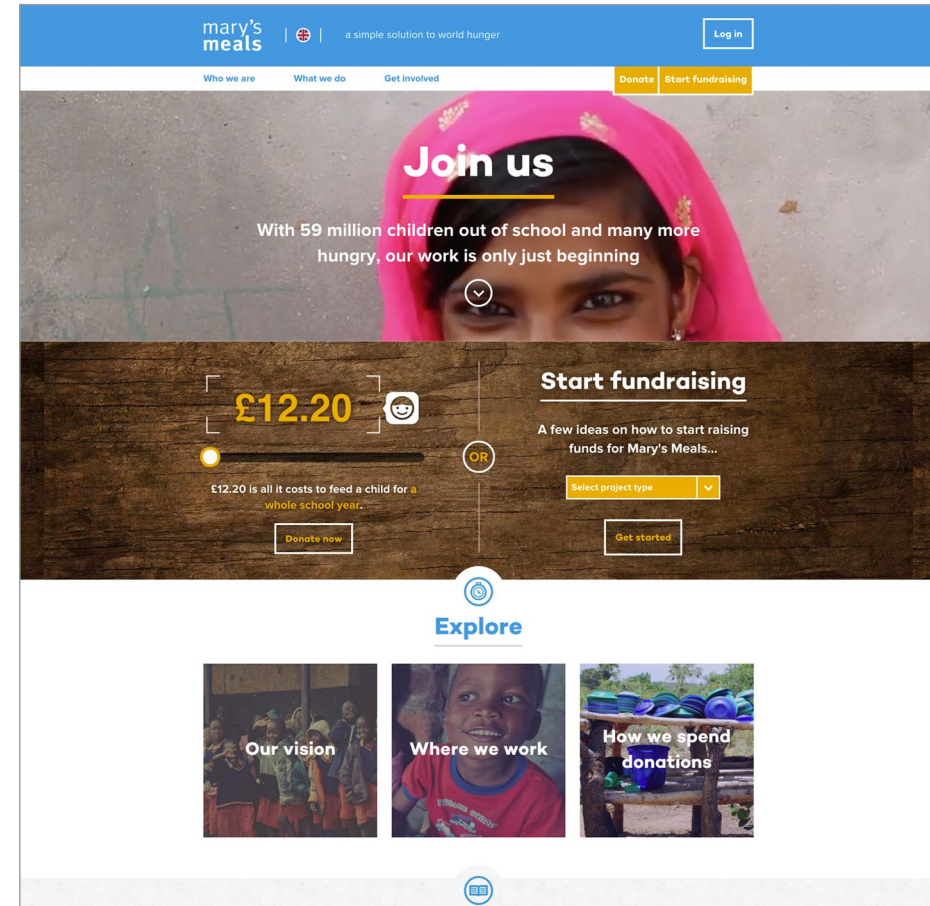 mary's
meals
a simple solution to world hunger
Log in
Who we are
What we do
Get involved
Donate
Start fundraising
Join us
With 59 million children out of school and many more
hungry, our work is only just beginning
£12.20
£12.20 is all it costs to feed a child for a
whole school year.
Donate now
OR
Start fundraising
A few ideas on how to start raising
funds for Mary's Meals...
Select project type
Get started
Explore
Our vision
Where we work
How we spend
donations